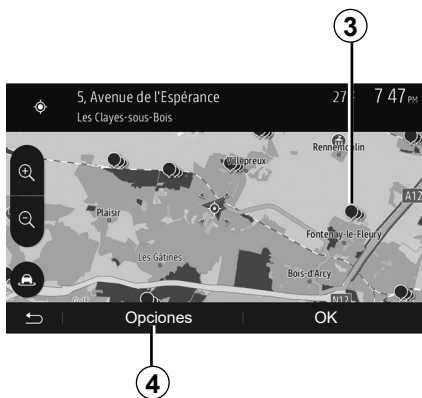 3
5, Avenue de l'Espérance
27° 7 47 PM
Les Clayes-sous-Bois
Rennemoulin
Villepreux
Plaisir
A12
Fontenay-le-Fleury
Les Gâtines
Bois-d'Arcy
N12
Opciones
OK
4